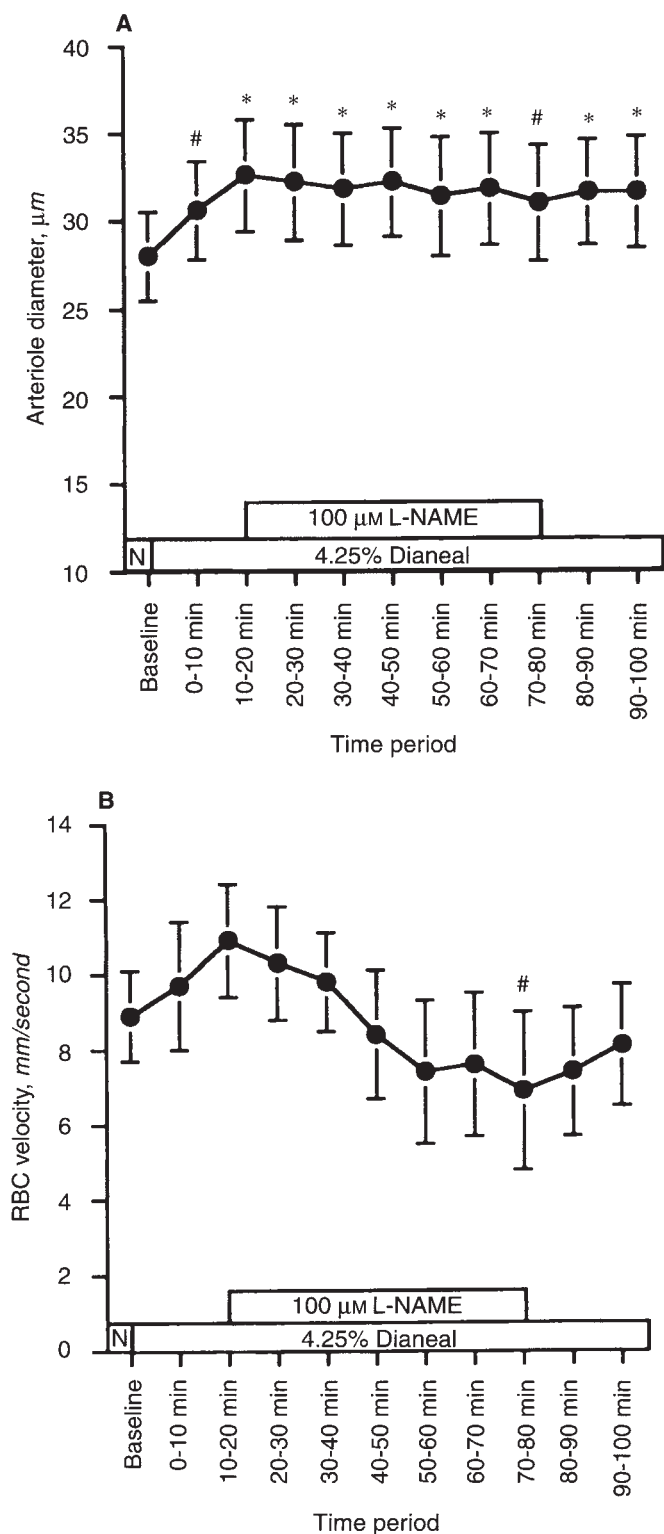 A
40
35
30
25
20
15
10
Arteriole diameter, μm
# * * * * * * # * *
100 μM L-NAME
N 4.25% Dianeal
Baseline
0-10 min
10-20 min
20-30 min
30-40 min
40-50 min
50-60 min
60-70 min
70-80 min
80-90 min
90-100 min
Time period
B
14
12
10
8
6
4
2
0
RBC velocity, mm/second
#
100 μM L-NAME
N 4.25% Dianeal
Baseline
0-10 min
10-20 min
20-30 min
30-40 min
40-50 min
50-60 min
60-70 min
70-80 min
80-90 min
90-100 min
Time period